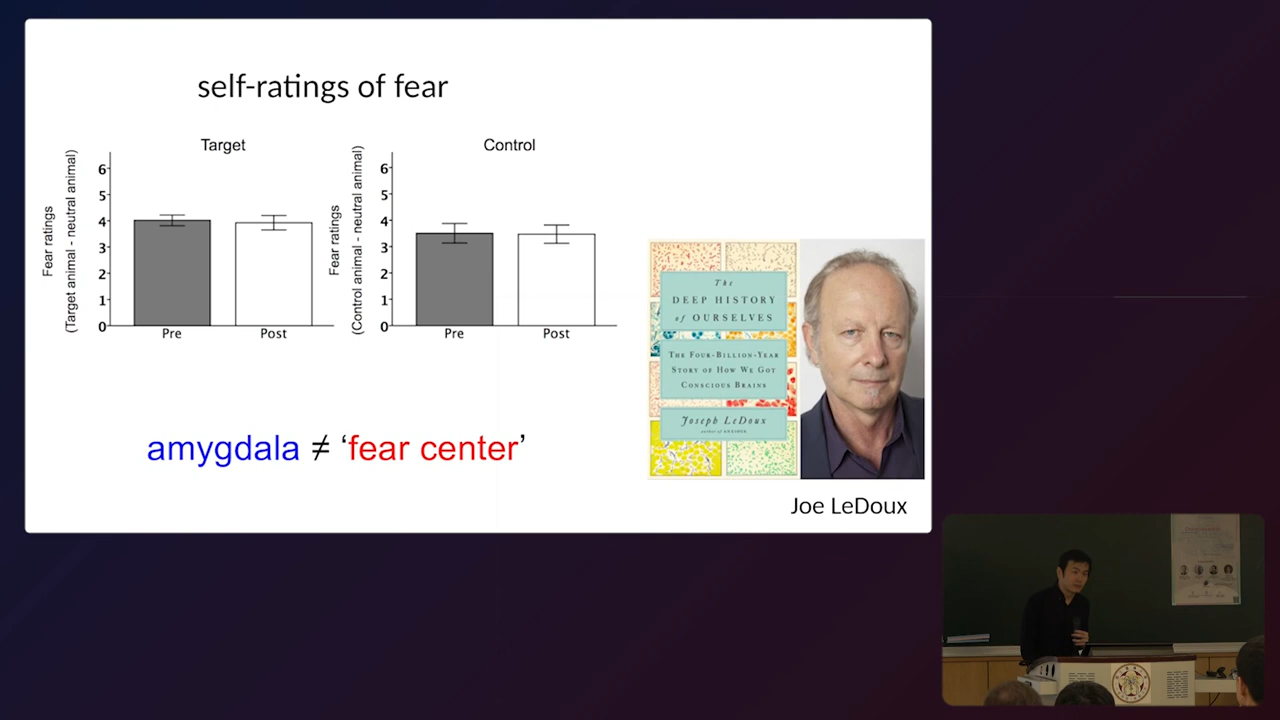 self-ratings of fear
Target
Fear ratings
(Target animal - neutral animal)
6
5
4
3
2
1
0
Pre
Post
Control
Fear ratings
(Control animal - neutral animal)
6
5
4
3
2
1
0
Pre
Post
amygdala ≠ ‘fear center’
The
DEEP HISTORY
of OURSELVES
THE FOUR-BILLION-YEAR
STORY OF HOW WE GOT
CONSCIOUS BRAINS
Joseph LeDoux
Joe LeDoux